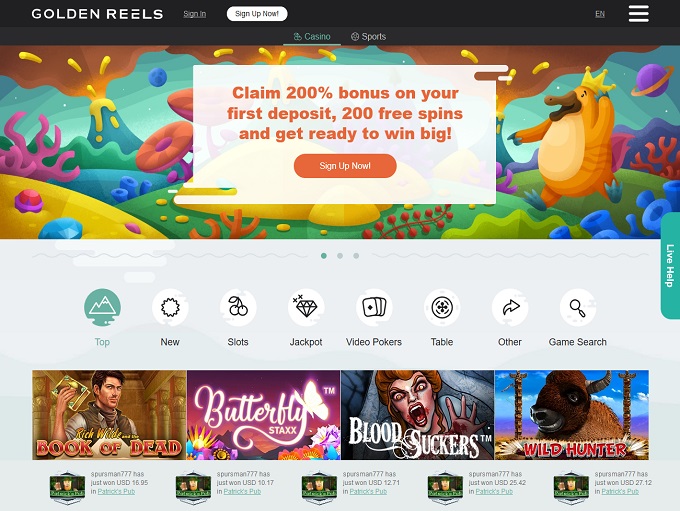 GOLDEN REELS
Sign In
Sign Up Now!
EN
Casino
Sports
Claim 200% bonus on your
first deposit, 200 free spins
and get ready to win big!
Sign Up Now!
Live Help
Top
New
Slots
Jackpot
Video Pokers
Table
Other
Game Search
Rich Wilde and the
BOOK OF DEAD
Butterfly™
STAXX
BLOOD SUCKERS™
WILD HUNTER
spursman777 has
just won USD 16.95
in Patrick's Pub
spursman777 has
just won USD 10.17
in Patrick's Pub
spursman777 has
just won USD 12.71
in Patrick's Pub
spursman777 has
just won USD 25.42
in Patrick's Pub
spursman777 has
just won USD 27.12
in Patrick's Pub